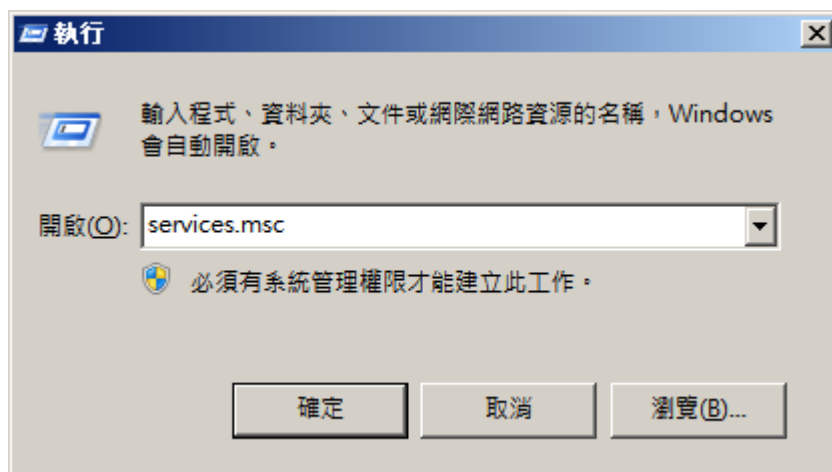 執行
輸入程式、資料夾、文件或網際網路資源的名稱，Windows
會自動開啟。
開啟(O): services.msc
必須有系統管理權限才能建立此工作。
確定 取消 瀏覽(B)...